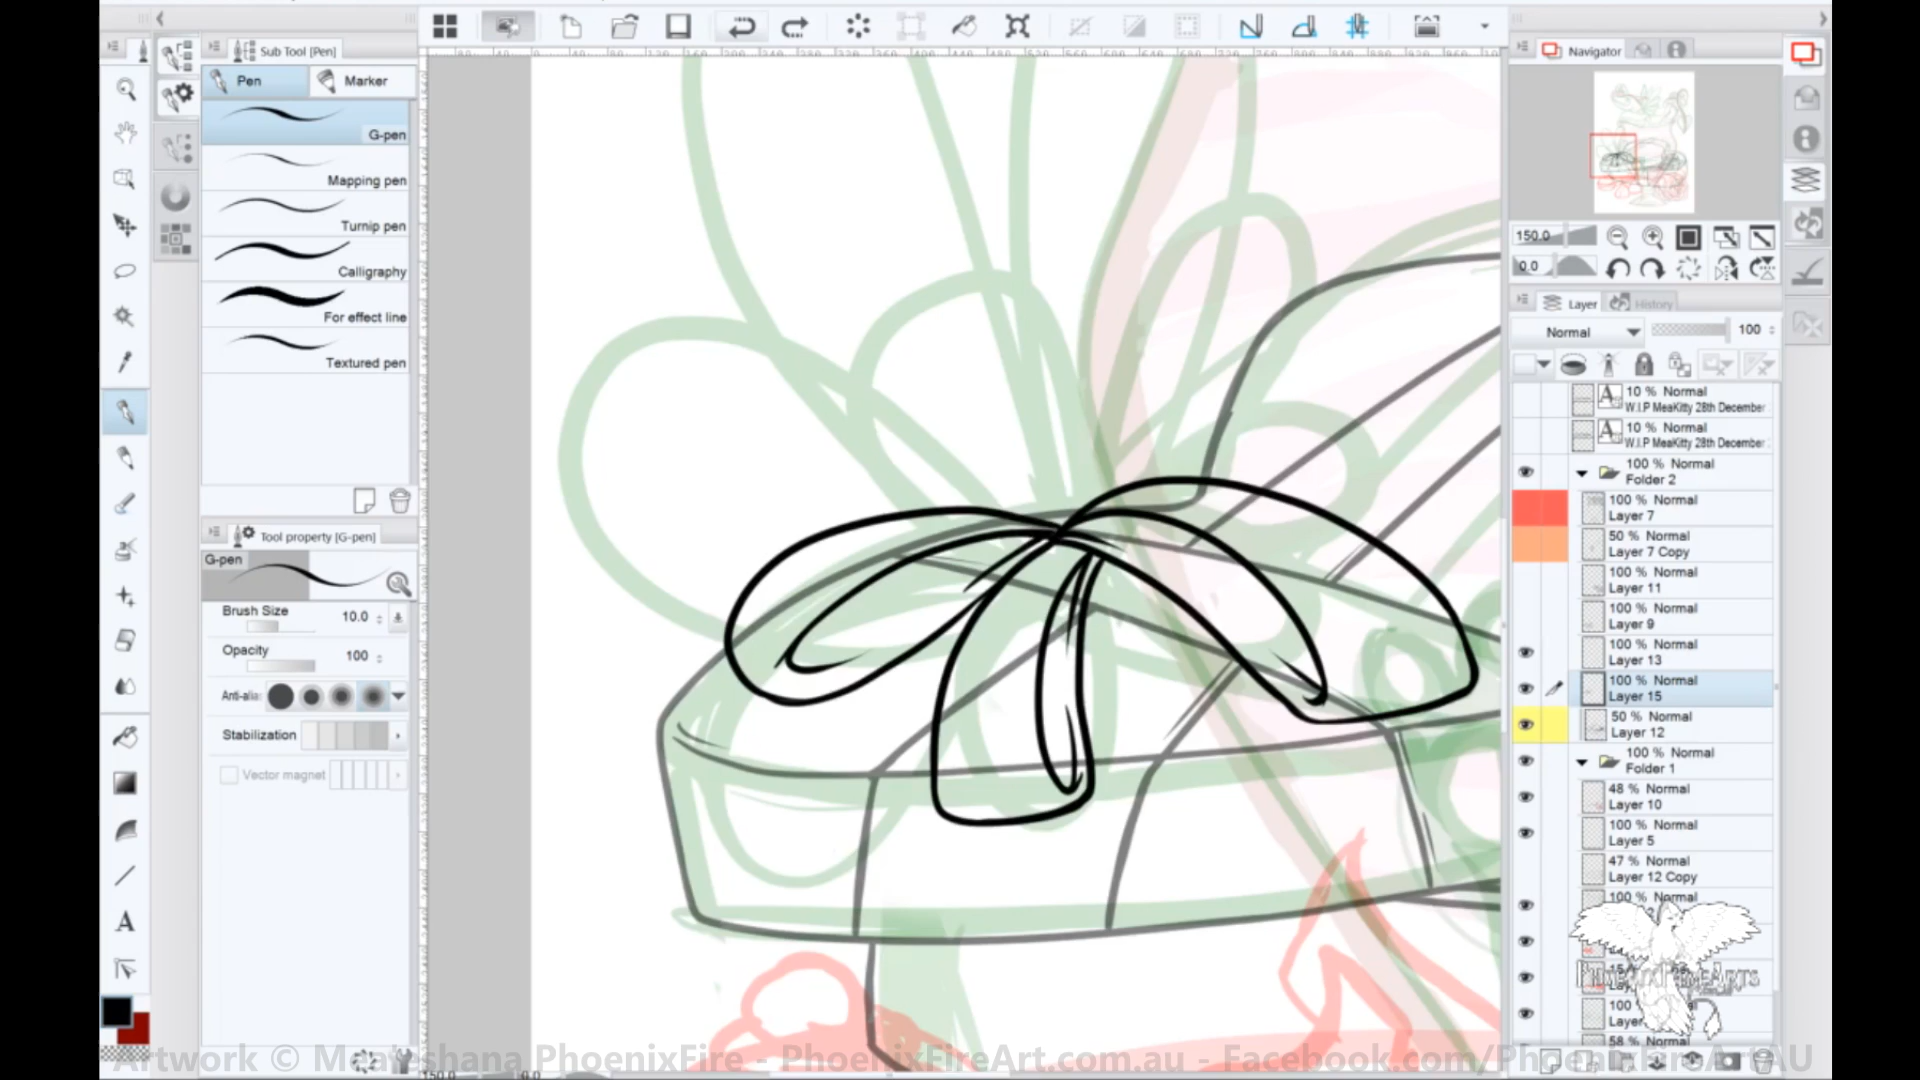 Sub Tool [Pen]
Pen
Marker
G-pen
Mapping pen
Turnip pen
Calligraphy
For effect line
Textured pen
Tool property [G-pen]
G-pen
Brush Size
10.0
Opacity
100
Anti-alias
Stabilization
Vector magnet
Navigator
150.0
0.0
Layer
History
Normal
100
10 % Normal
W.I.P MeaKitty 28th December
10 % Normal
W.I.P MeaKitty 28th December
100 % Normal
Folder 2
100 % Normal
Layer 7
50 % Normal
Layer 7 Copy
100 % Normal
Layer 11
100 % Normal
Layer 9
100 % Normal
Layer 13
100 % Normal
Layer 15
50 % Normal
Layer 12
100 % Normal
Folder 1
48 % Normal
Layer 10
100 % Normal
Layer 5
47 % Normal
Layer 12 Copy
100 % Normal
58 % Normal
Artwork © PhoenixFire - PhoenixFireArt.com.au - Facebook.com/PhoenixFireArtAU